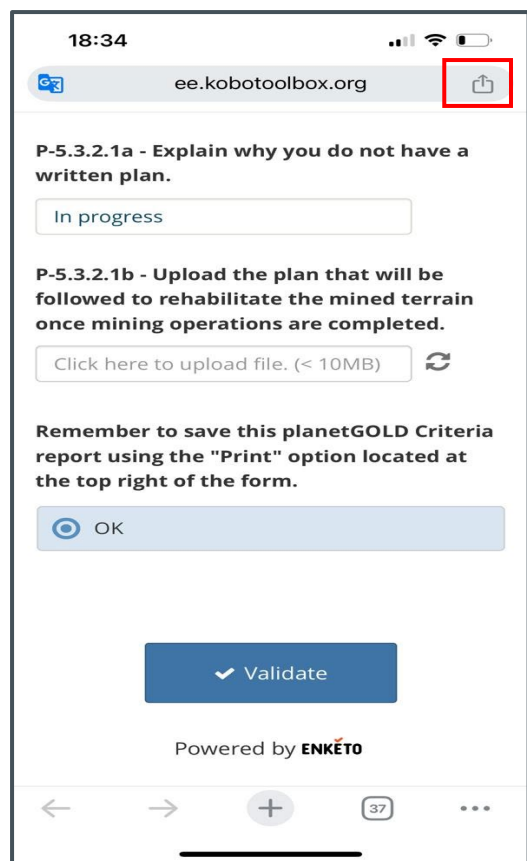 18:34
ee.kobotoolbox.org
P-5.3.2.1a - Explain why you do not have a
written plan.
In progress
P-5.3.2.1b - Upload the plan that will be
followed to rehabilitate the mined terrain
once mining operations are completed.
Click here to upload file. (< 10MB)
Remember to save this planetGOLD Criteria
report using the "Print" option located at
the top right of the form.
OK
Validate
Powered by ENKETO
37